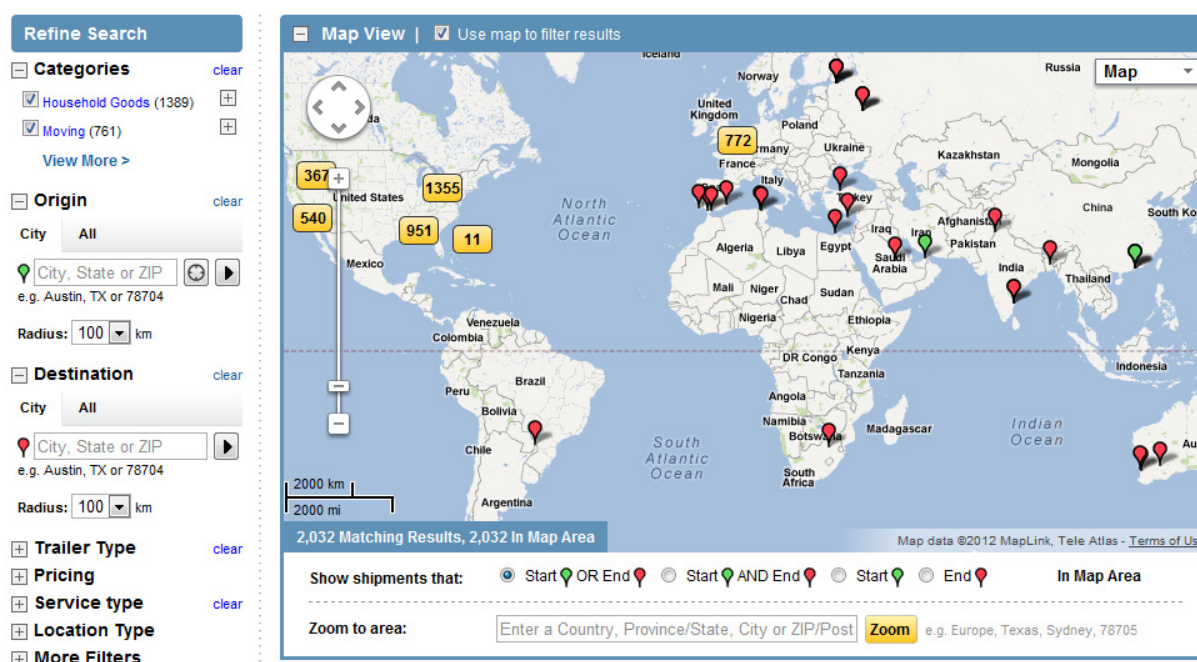 Refine Search
Categories clear
Household Goods (1389)
Moving (761)
View More >
Origin clear
City All
City, State or ZIP
e.g. Austin, TX or 78704
Radius: 100 km
Destination clear
City All
City, State or ZIP
e.g. Austin, TX or 78704
Radius: 100 km
Trailer Type clear
Pricing
Service type clear
Location Type
More Filters
Map View | Use map to filter results
Iceland
Norway
Russia
Map
United
Kingdom
Poland
772
Ukraine
France
Kazakhstan
Mongolia
367
1355
Italy
United States
North
Atlantic
Ocean
China
South Ko
540
951
11
Afghanistan
Iraq
Iran
Pakistan
Algeria
Libya
Egypt
Saudi
Arabia
Mexico
India
Thailand
Mali
Niger
Chad
Sudan
Nigeria
Ethiopia
Venezuela
Colombia
Kenya
DR Congo
Tanzania
Indonesia
Peru
Brazil
Angola
Bolivia
Namibia
Botswana
Madagascar
Indian
Ocean
Chile
South
Atlantic
Ocean
South
Africa
Au
2000 km
2000 mi
Argentina
2,032 Matching Results, 2,032 In Map Area
Map data ©2012 MapLink, Tele Atlas - Terms of Us
Show shipments that: Start OR End Start AND End Start End In Map Area
Zoom to area: Enter a Country, Province/State, City or ZIP/Post Zoom e.g. Europe, Texas, Sydney, 78705